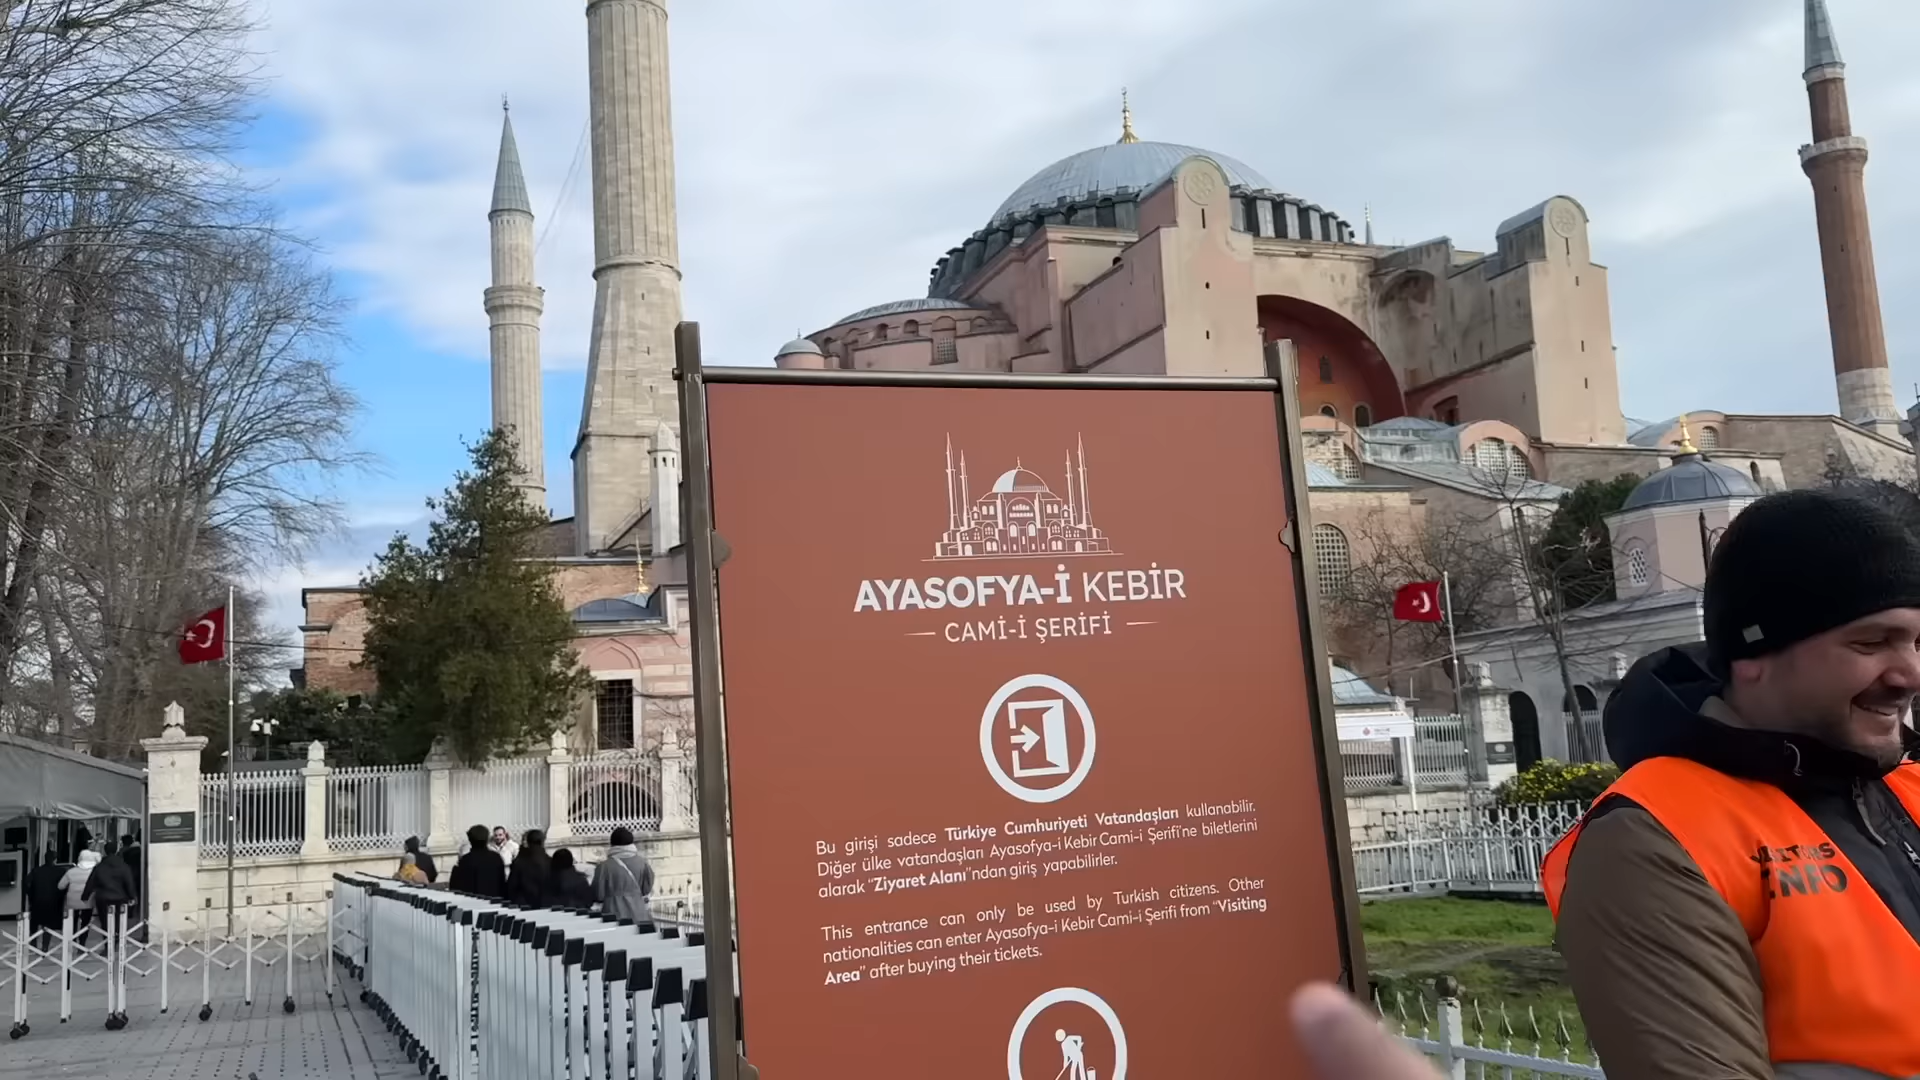 AYASOFYA-İ KEBİR
CAMİ-İ ŞERİFİ
Bu girişi sadece Türkiye Cumhuriyeti Vatandaşları kullanabilir.
Diğer ülke vatandaşları Ayasofya-i Kebir Cami-i Şerifi'ne biletlerini
alarak "Ziyaret Alanı"ndan giriş yapabilirler.
This entrance can only be used by Turkish citizens. Other
nationalities can enter Ayasofya-i Kebir Cami-i Şerifi from "Visiting
Area" after buying their tickets.
VISITORS
INFO